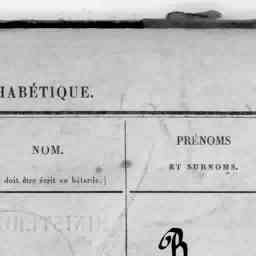 HABÉTIQUE.
NOM.
doit être écrit en bâtarde.)
PRÉNOMS
ET SURNOMS.
B